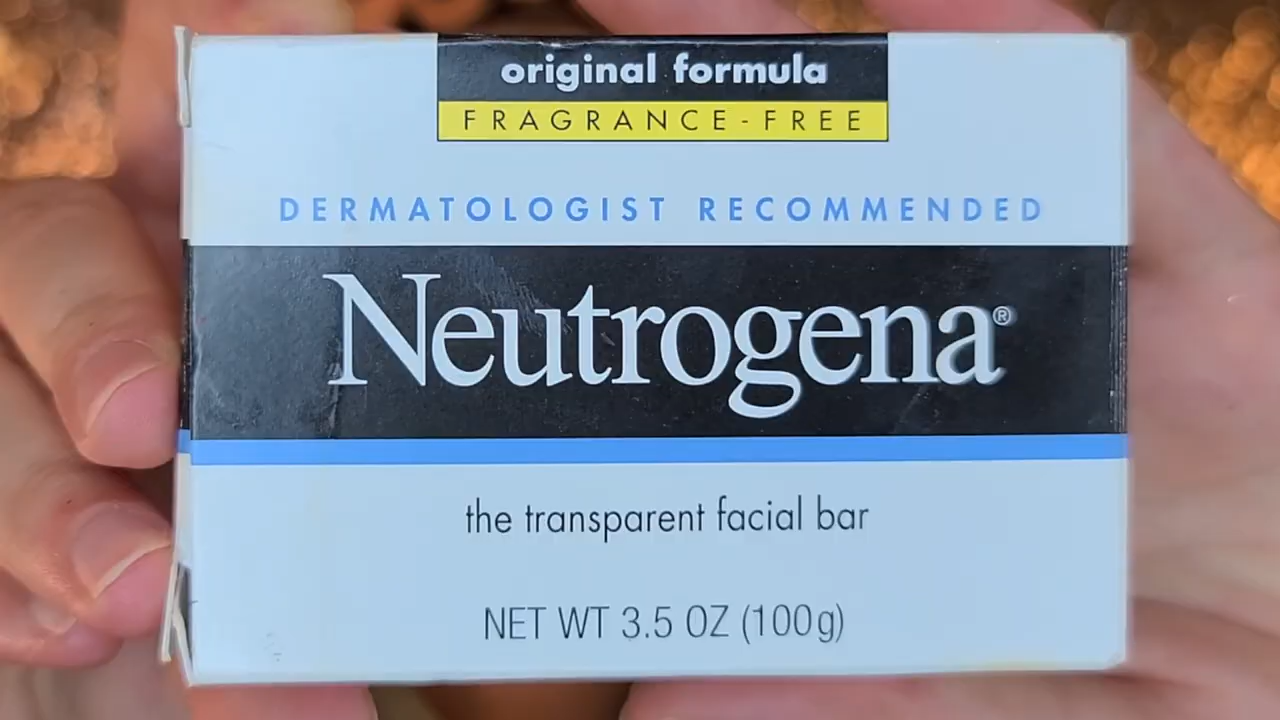 original formula
FRAGRANCE-FREE
DERMATOLOGIST RECOMMENDED
Neutrogena®
the transparent facial bar
NET WT 3.5 OZ (100g)